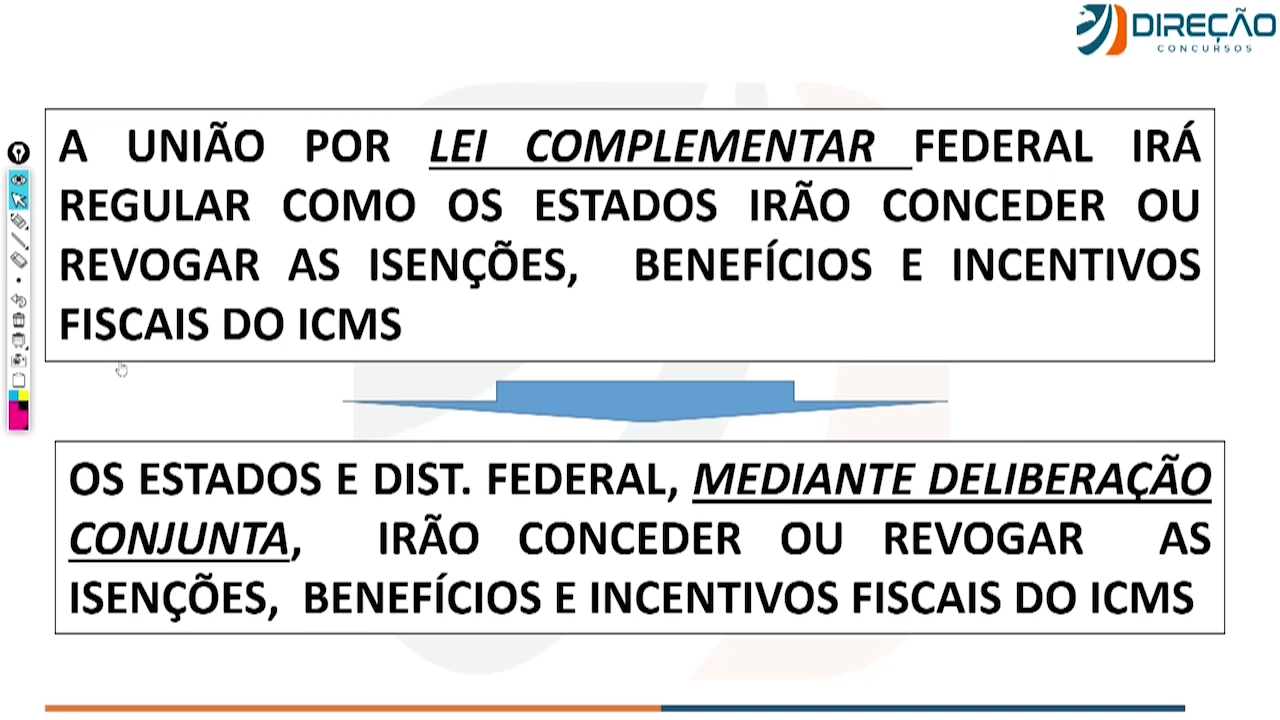 DIREÇÃO
CONCURSOS
A UNIÃO POR LEI COMPLEMENTAR FEDERAL IRÁ
REGULAR COMO OS ESTADOS IRÃO CONCEDER OU
REVOGAR AS ISENÇÕES, BENEFÍCIOS E INCENTIVOS
FISCAIS DO ICMS
OS ESTADOS E DIST. FEDERAL, MEDIANTE DELIBERAÇÃO
CONJUNTA, IRÃO CONCEDER OU REVOGAR AS
ISENÇÕES, BENEFÍCIOS E INCENTIVOS FISCAIS DO ICMS